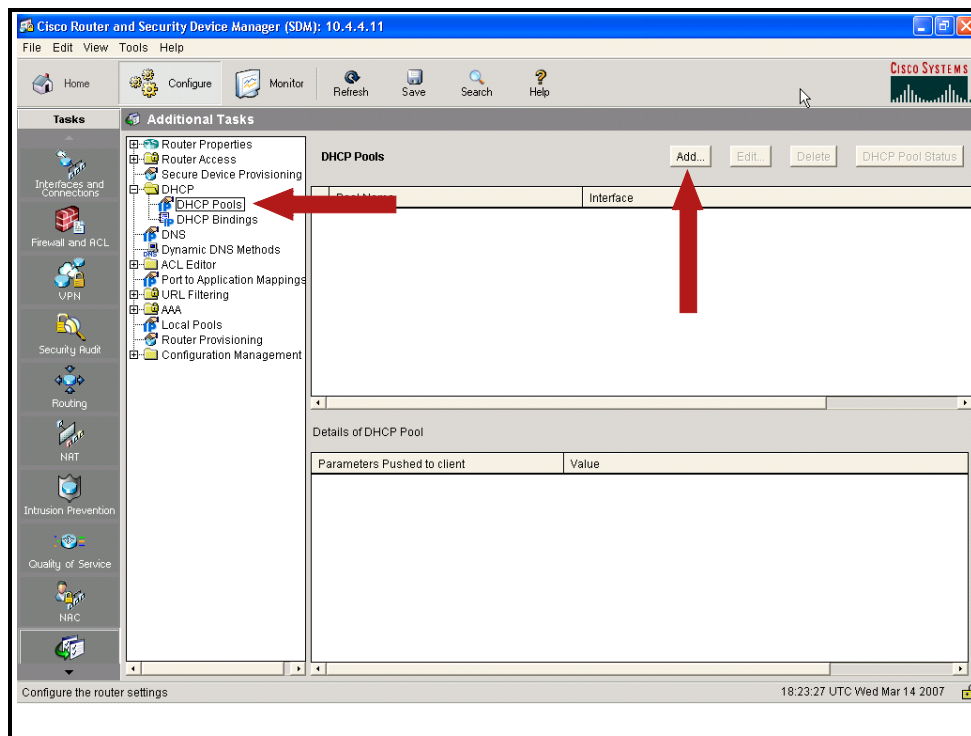 Cisco Router and Security Device Manager (SDM): 10.4.4.11
File Edit View Tools Help
Home Configure Monitor Refresh Save Search Help
CISCO SYSTEMS
Tasks
Additional Tasks
Interfaces and
Connections
Firewall and ACL
VPN
Security Audit
Routing
NAT
Intrusion Prevention
Quality of Service
NAC
Router Properties
Router Access
Secure Device Provisioning
DHCP
DHCP Pools
DHCP Bindings
DNS
Dynamic DNS Methods
ACL Editor
Port to Application Mappings
URL Filtering
AAA
Local Pools
Router Provisioning
Configuration Management
DHCP Pools
Add... Edit... Delete DHCP Pool Status
Pool Name Interface
Details of DHCP Pool
Parameters Pushed to client Value
Configure the router settings
18:23:27 UTC Wed Mar 14 2007